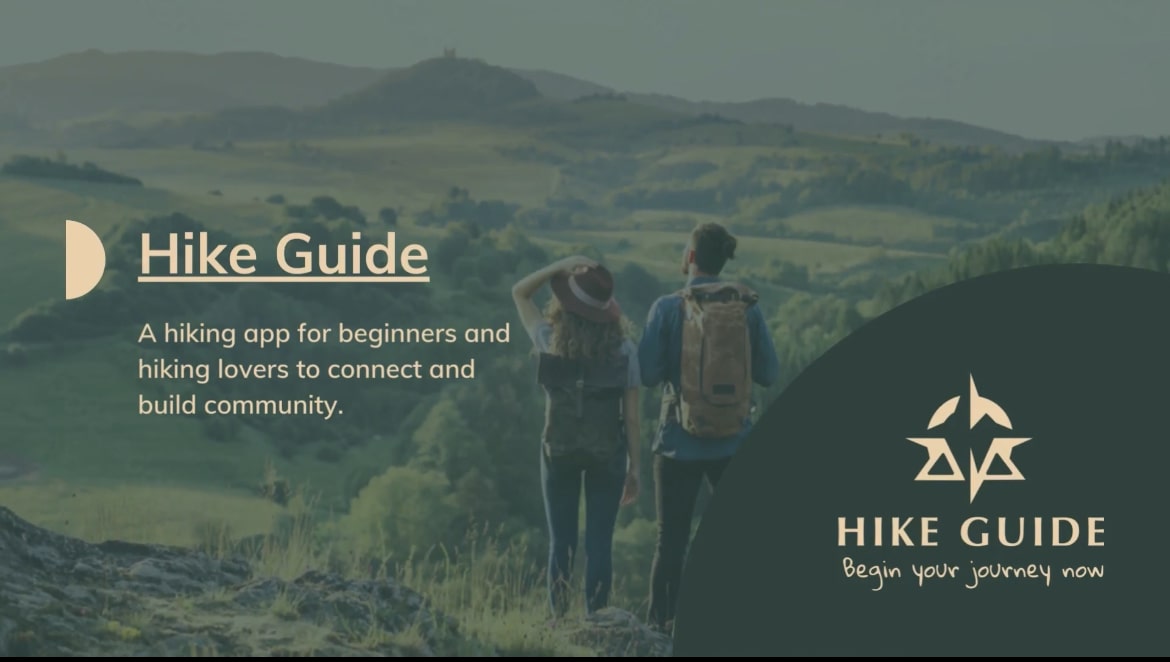 Hike Guide
A hiking app for beginners and
hiking lovers to connect and
build community.
HIKE GUIDE
Begin your journey now